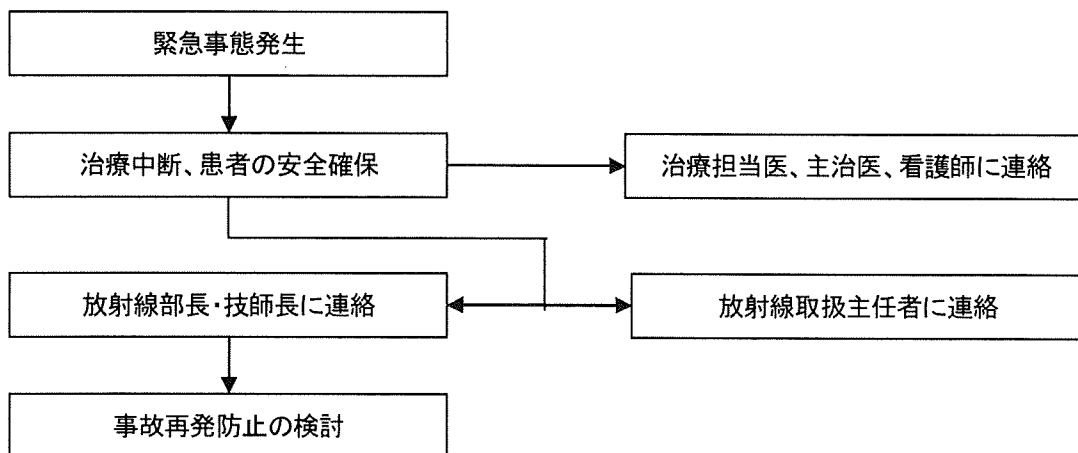 緊急事態発生
治療中断、患者の安全確保
治療担当医、主治医、看護師に連絡
放射線部長・技師長に連絡
放射線取扱主任者に連絡
事故再発防止の検討